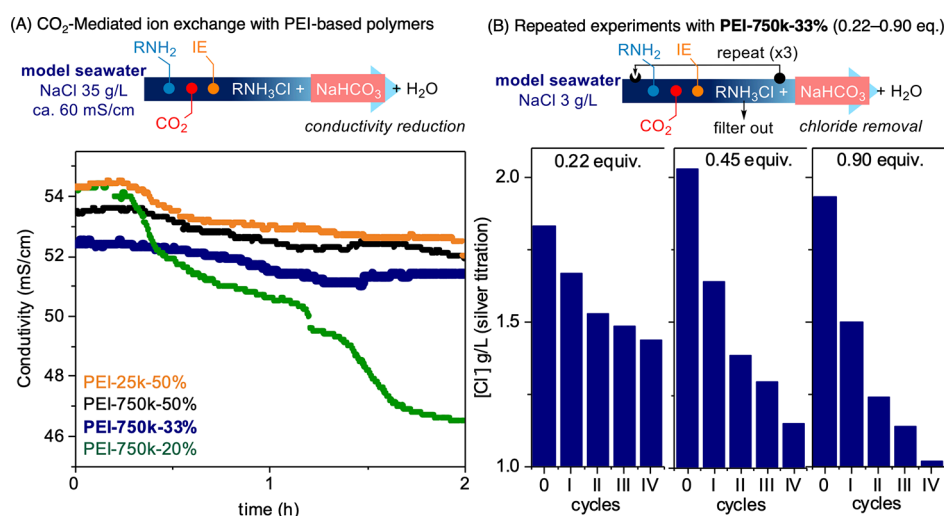 (A) CO₂-Mediated ion exchange with PEI-based polymers
RNH₂
IE
model seawater
NaCl 35 g/L
ca. 60 mS/cm
RNH₃Cl +
NaHCO₃
+ H₂O
CO₂
conductivity reduction
Condutivity (mS/cm)
54
52
50
48
46
PEI-25k-50%
PEI-750k-50%
PEI-750k-33%
PEI-750k-20%
0
1
2
time (h)
(B) Repeated experiments with PEI-750k-33% (0.22–0.90 eq.)
RNH₂
IE
repeat (x3)
model seawater
NaCl 3 g/L
RNH₃Cl +
NaHCO₃
+ H₂O
CO₂
filter out
chloride removal
[Cl⁻] g/L (silver titration)
2.0
1.5
1.0
0.22 equiv.
0.45 equiv.
0.90 equiv.
0 I II III IV
0 I II III IV
0 I II III IV
cycles
cycles
cycles